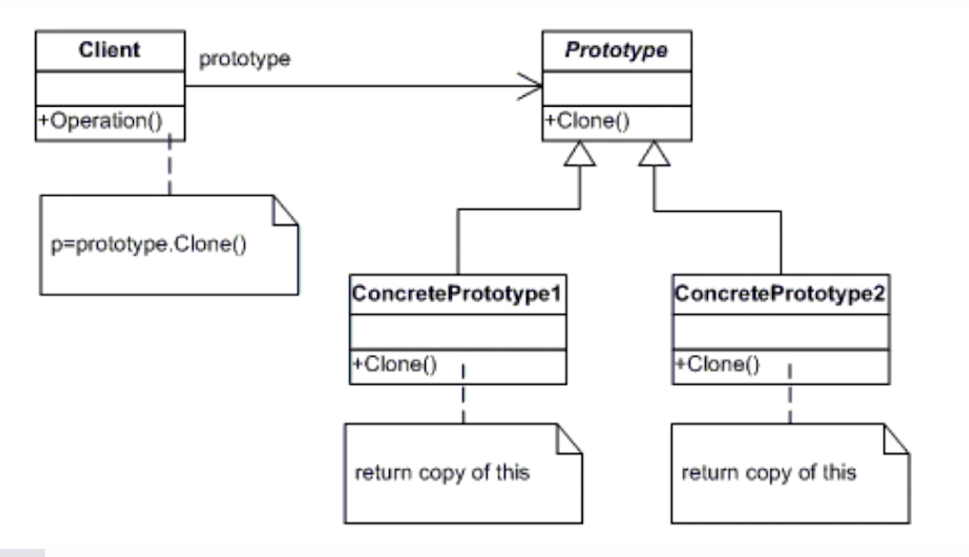 Client
prototype
Prototype
+Operation()
+Clone()
p=prototype.Clone()
ConcretePrototype1
ConcretePrototype2
+Clone()
+Clone()
return copy of this
return copy of this